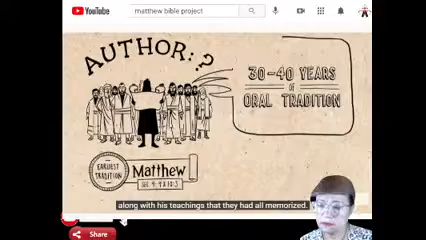 YouTube
matthew bible project
AUTHOR: ?
30-40 YEARS
OF
ORAL TRADITION
EARLIEST
TRADITION
Matthew
along with his teachings that they had all memorized.
Share